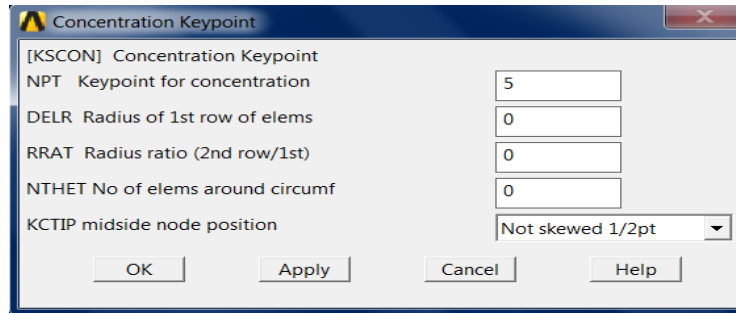 Concentration Keypoint
[KSCON] Concentration Keypoint
NPT Keypoint for concentration 5
DELR Radius of 1st row of elems 0
RRAT Radius ratio (2nd row/1st) 0
NTHET No of elems around circumf 0
KCTIP midside node position Not skewed 1/2pt
OK Apply Cancel Help